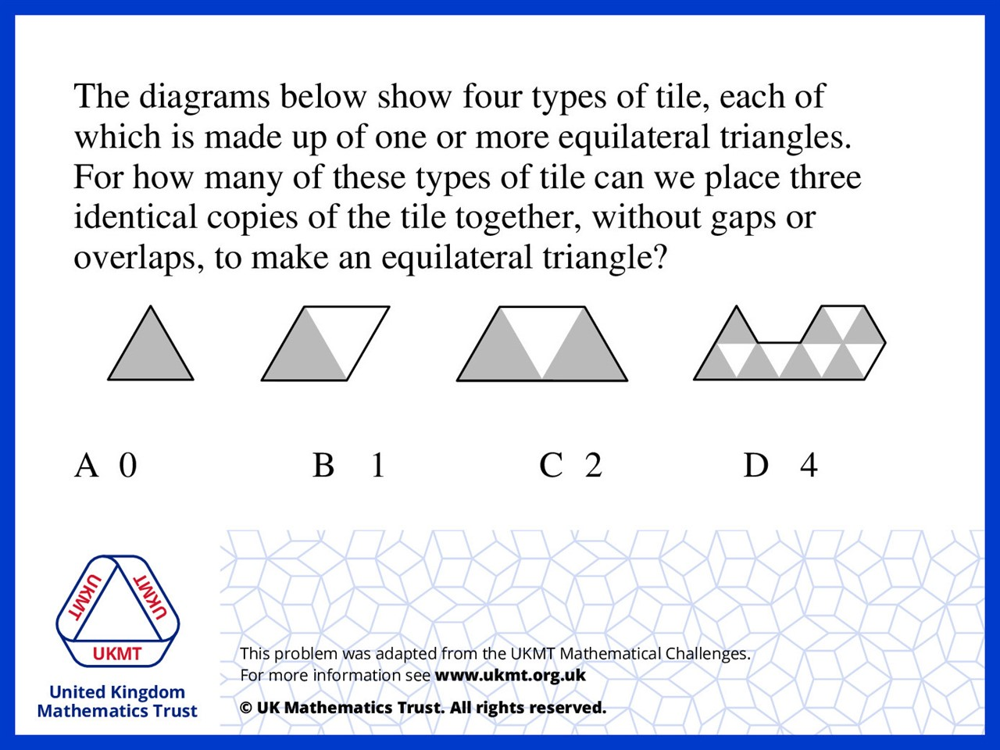 The diagrams below show four types of tile, each of
which is made up of one or more equilateral triangles.
For how many of these types of tile can we place three
identical copies of the tile together, without gaps or
overlaps, to make an equilateral triangle?
A 0 B 1 C 2 D 4
UKMT UKMT
UKMT
United Kingdom
Mathematics Trust
This problem was adapted from the UKMT Mathematical Challenges.
For more information see www.ukmt.org.uk
© UK Mathematics Trust. All rights reserved.